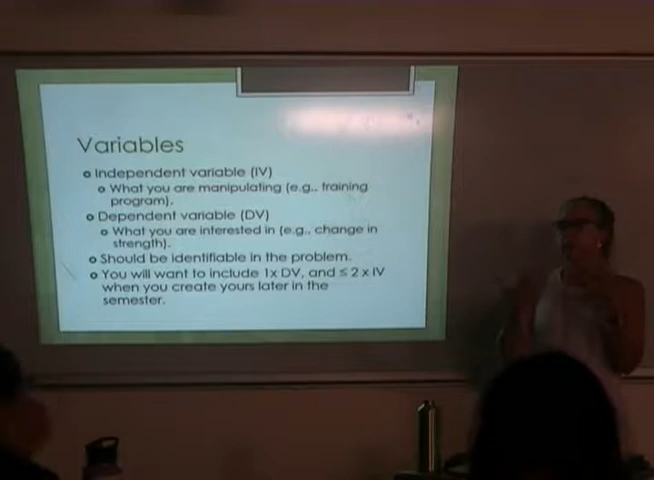 Variables
Independent variable (IV)
What you are manipulating (e.g., training
program).
Dependent variable (DV)
What you are interested in (e.g., change in
strength).
Should be identifiable in the problem.
You will want to include 1x DV, and ≤ 2 x IV
when you create yours later in the
semester.